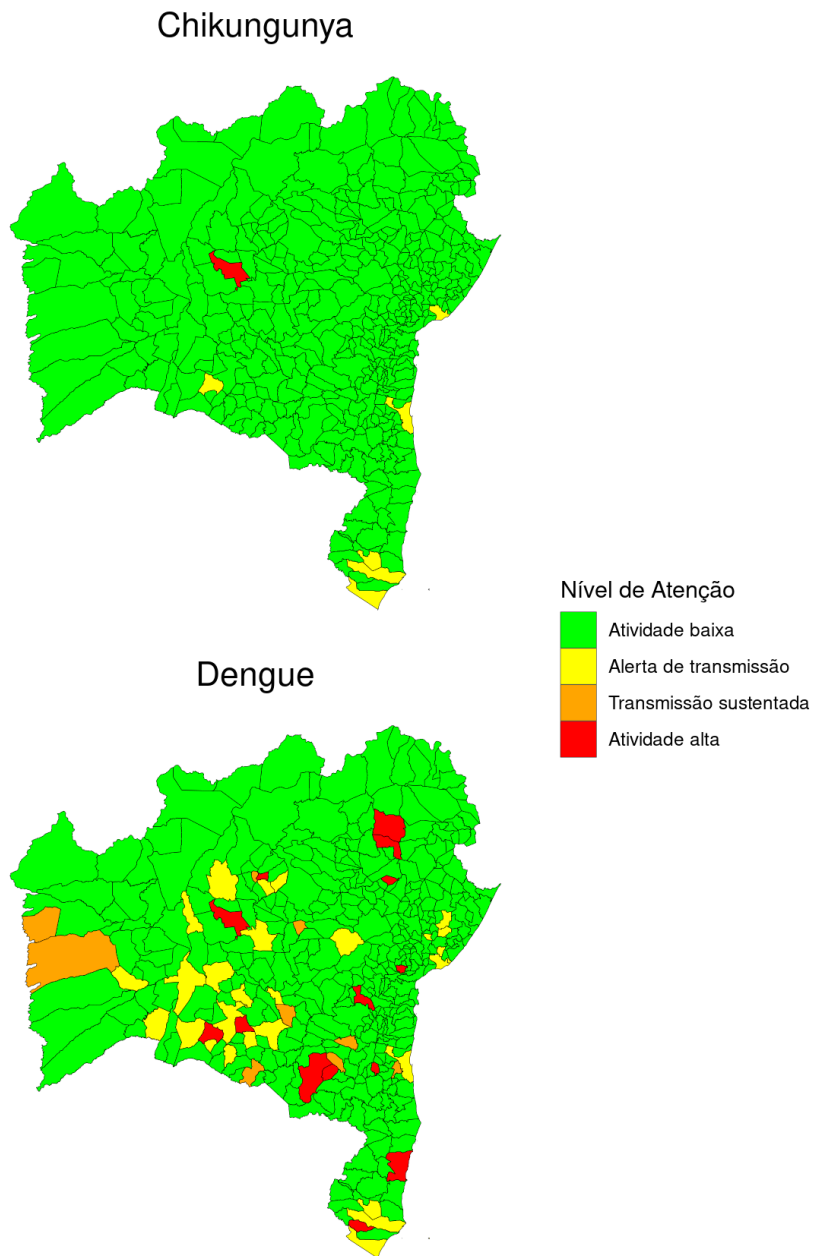 Chikungunya
Nível de Atenção
Atividade baixa
Alerta de transmissão
Transmissão sustentada
Atividade alta
Dengue